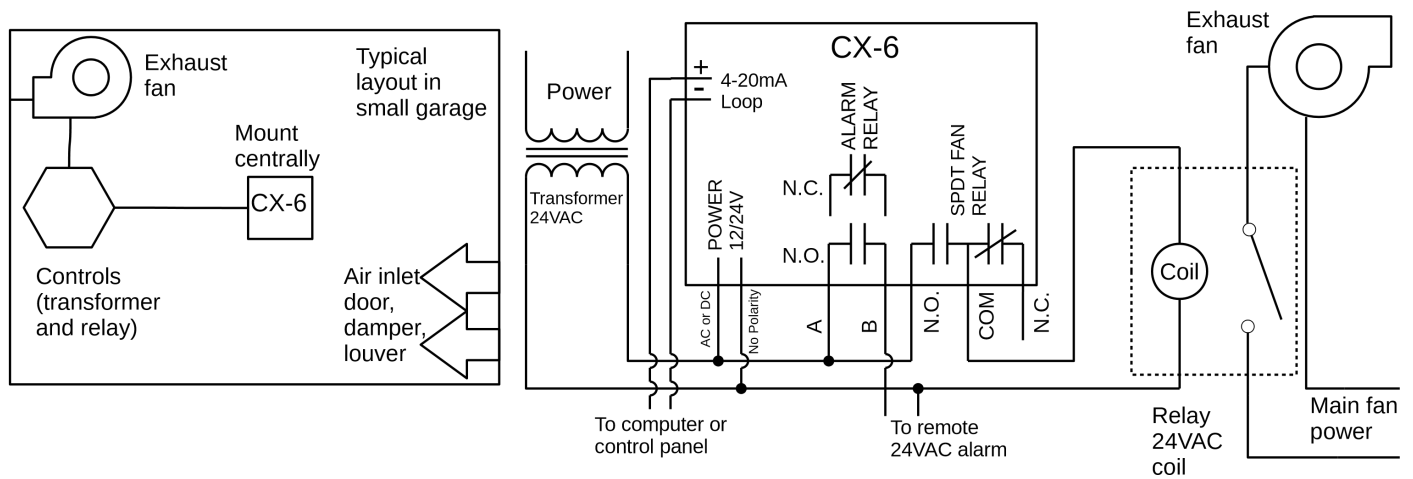 Exhaust
fan
Typical
layout in
small garage
Mount
centrally
CX-6
Controls
(transformer
and relay)
Air inlet
door,
damper,
louver
Power
Transformer
24VAC
CX-6
+
-
4-20mA
Loop
ALARM
RELAY
N.C.
N.O.
POWER
12/24V
SPDT FAN
RELAY
AC or DC
No Polarity
A
B
N.O.
COM
N.C.
To computer or
control panel
To remote
24VAC alarm
Exhaust
fan
Coil
Relay
24VAC
coil
Main fan
power